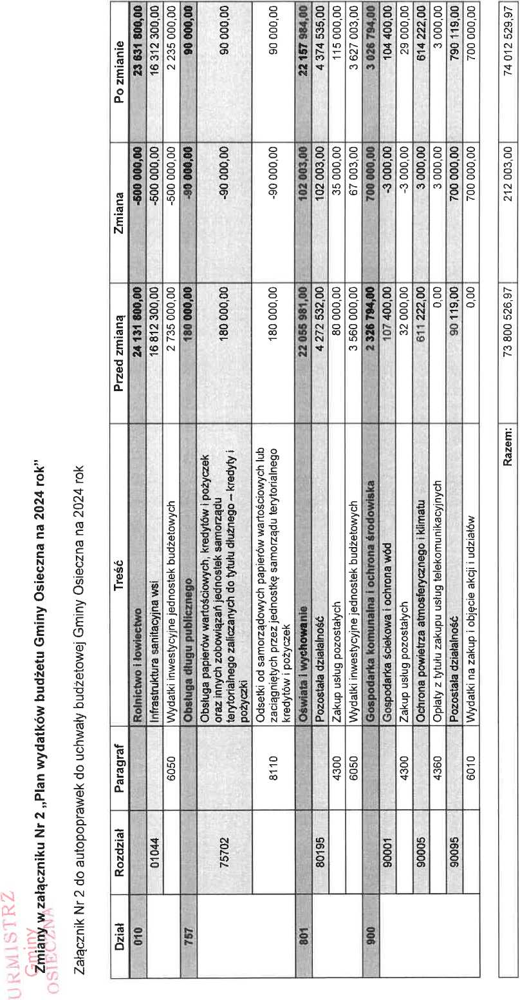 URMISTRZ
Gminy
OSIECZNA
Zmiany w załączniku Nr 2 „Plan wydatków budżetu Gminy Osieczna na 2024 rok”
Załącznik Nr 2 do autopoprawek do uchwały budżetowej Gminy Osieczna na 2024 rok
Dział Rozdział Paragraf Treść Przed zmianą Zmiana Po zmianie
010 Rolnictwo i łowiectwo 24 131 800,00 -500 000,00 23 631 800,00
01044 Infrastruktura sanitacyjna wsi 16 812 300,00 -500 000,00 16 312 300,00
6050 Wydatki inwestycyjne jednostek budżetowych 2 735 000,00 -500 000,00 2 235 000,00
757 Obsługa długu publicznego 180 000,00 -90 000,00 90 000,00
75702 Obsługa papierów wartościowych, kredytów i pożyczek 180 000,00 -90 000,00 90 000,00
oraz innych zobowiązań jednostek samorządu
terytorialnego zaliczanych do tytułu dłużnego – kredyty i
pożyczki
8110 Odsetki od samorządowych papierów wartościowych lub 180 000,00 -90 000,00 90 000,00
zaciągniętych przez jednostkę samorządu terytorialnego
kredytów i pożyczek
801 Oświata i wychowanie 22 055 981,00 102 003,00 22 157 984,00
80195 Pozostała działalność 4 272 532,00 102 003,00 4 374 535,00
4300 Zakup usług pozostałych 80 000,00 35 000,00 115 000,00
6050 Wydatki inwestycyjne jednostek budżetowych 3 560 000,00 67 003,00 3 627 003,00
900 Gospodarka komunalna i ochrona środowiska 2 326 794,00 700 000,00 3 026 794,00
90001 Gospodarka ściekowa i ochrona wód 107 400,00 -3 000,00 104 400,00
4300 Zakup usług pozostałych 32 000,00 -3 000,00 29 000,00
90005 Ochrona powietrza atmosferycznego i klimatu 611 222,00 3 000,00 614 222,00
4360 Opłaty z tytułu zakupu usług telekomunikacyjnych 0,00 3 000,00 3 000,00
90095 Pozostała działalność 90 119,00 700 000,00 790 119,00
6010 Wydatki na zakup i objęcie akcji i udziałów 0,00 700 000,00 700 000,00
Razem: 73 800 526,97 212 003,00 74 012 529,97